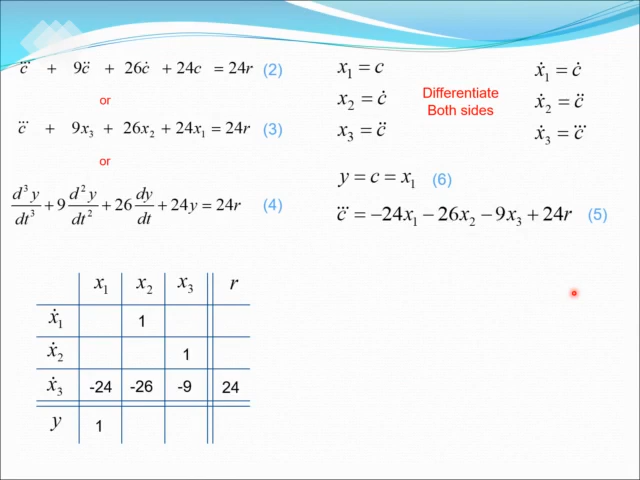 c⃛ + 9c̈ + 26ċ + 24c = 24r (2)
or
c⃛ + 9x₃ + 26x₂ + 24x₁ = 24r (3)
or
d³y/dt³ + 9 d²y/dt² + 26 dy/dt + 24y = 24r (4)
x₁ = c
x₂ = ċ
x₃ = c̈
Differentiate
Both sides
ẋ₁ = ċ
ẋ₂ = c̈
ẋ₃ = c⃛
y = c = x₁ (6)
c⃛ = –24x₁ – 26x₂ – 9x₃ + 24r (5)
x₁ x₂ x₃ r
ẋ₁ 1
ẋ₂ 1
ẋ₃ -24 -26 -9 24
y 1